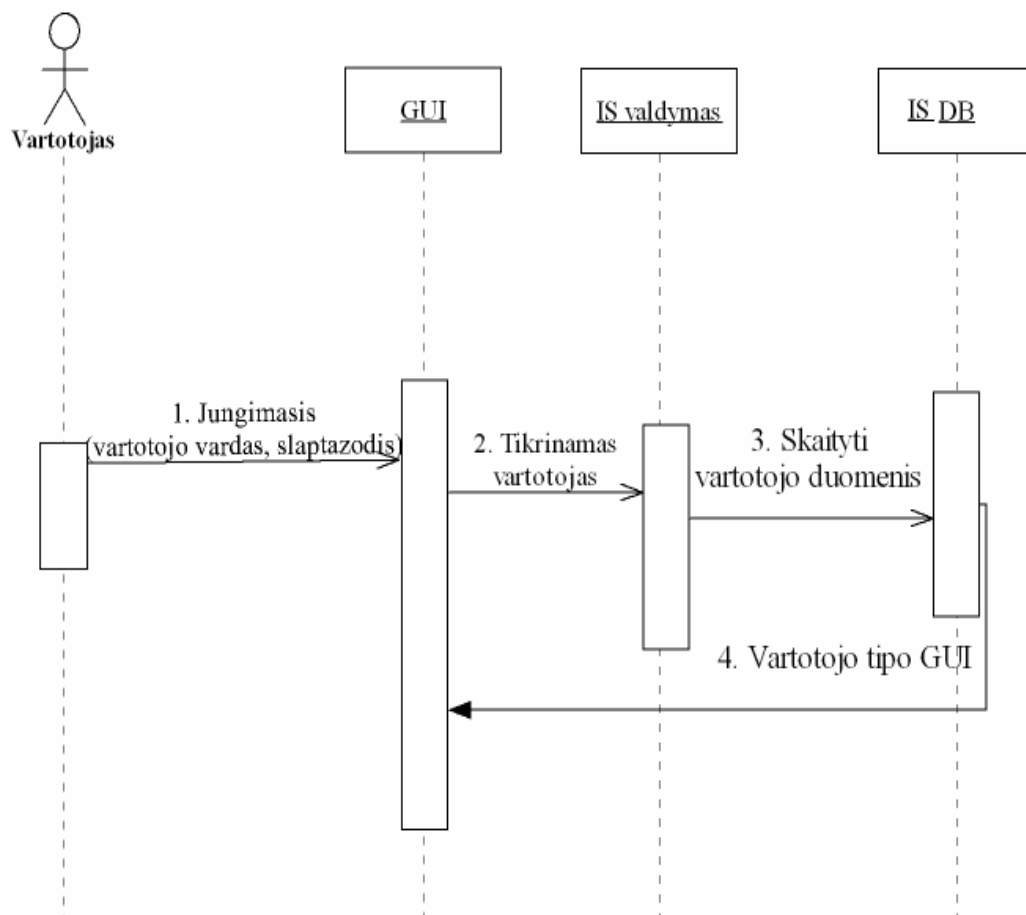 Vartotojas
GUI
IS valdymas
IS DB
1. Jungimasis
(vartotojo vardas, slaptazodis)
2. Tikrinamas
vartotojas
3. Skaityti
vartotojo duomenis
4. Vartotojo tipo GUI